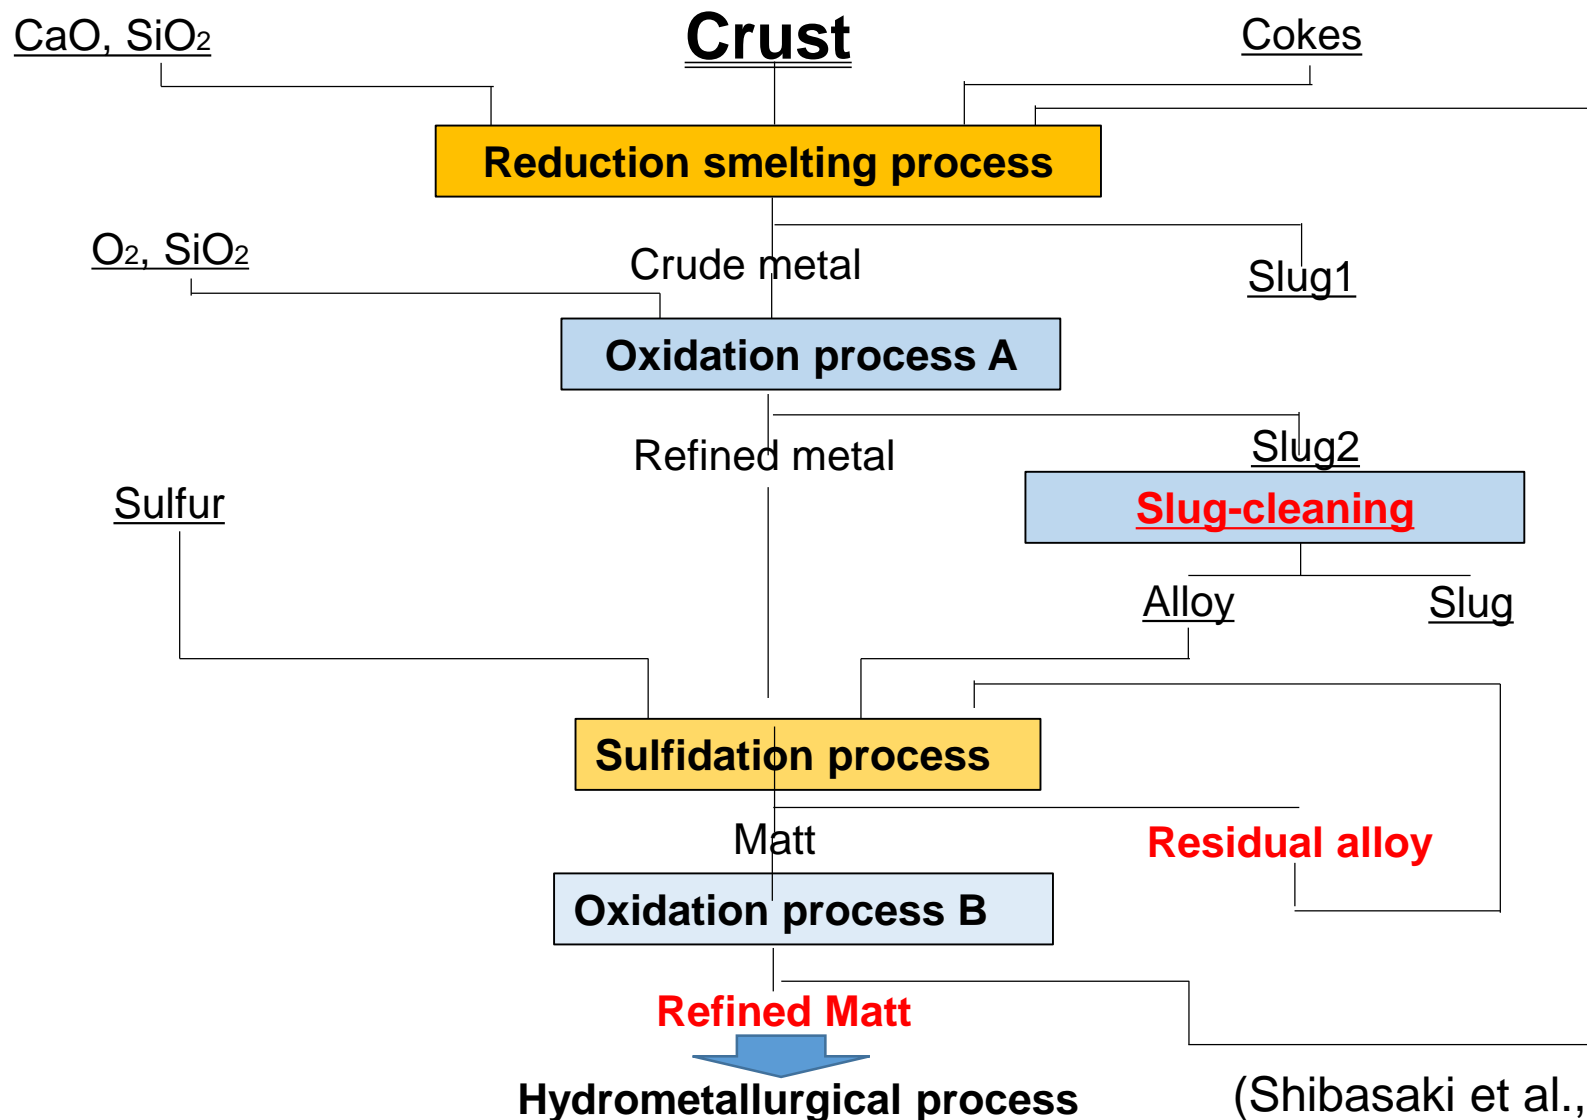 CaO, SiO2
Crust
Cokes
Reduction smelting process
O2, SiO2
Crude metal
Slug1
Oxidation process A
Refined metal
Slug2
Sulfur
Slug-cleaning
Alloy
Slug
Sulfidation process
Matt
Residual alloy
Oxidation process B
Refined Matt
Hydrometallurgical process
(Shibasaki et al.,